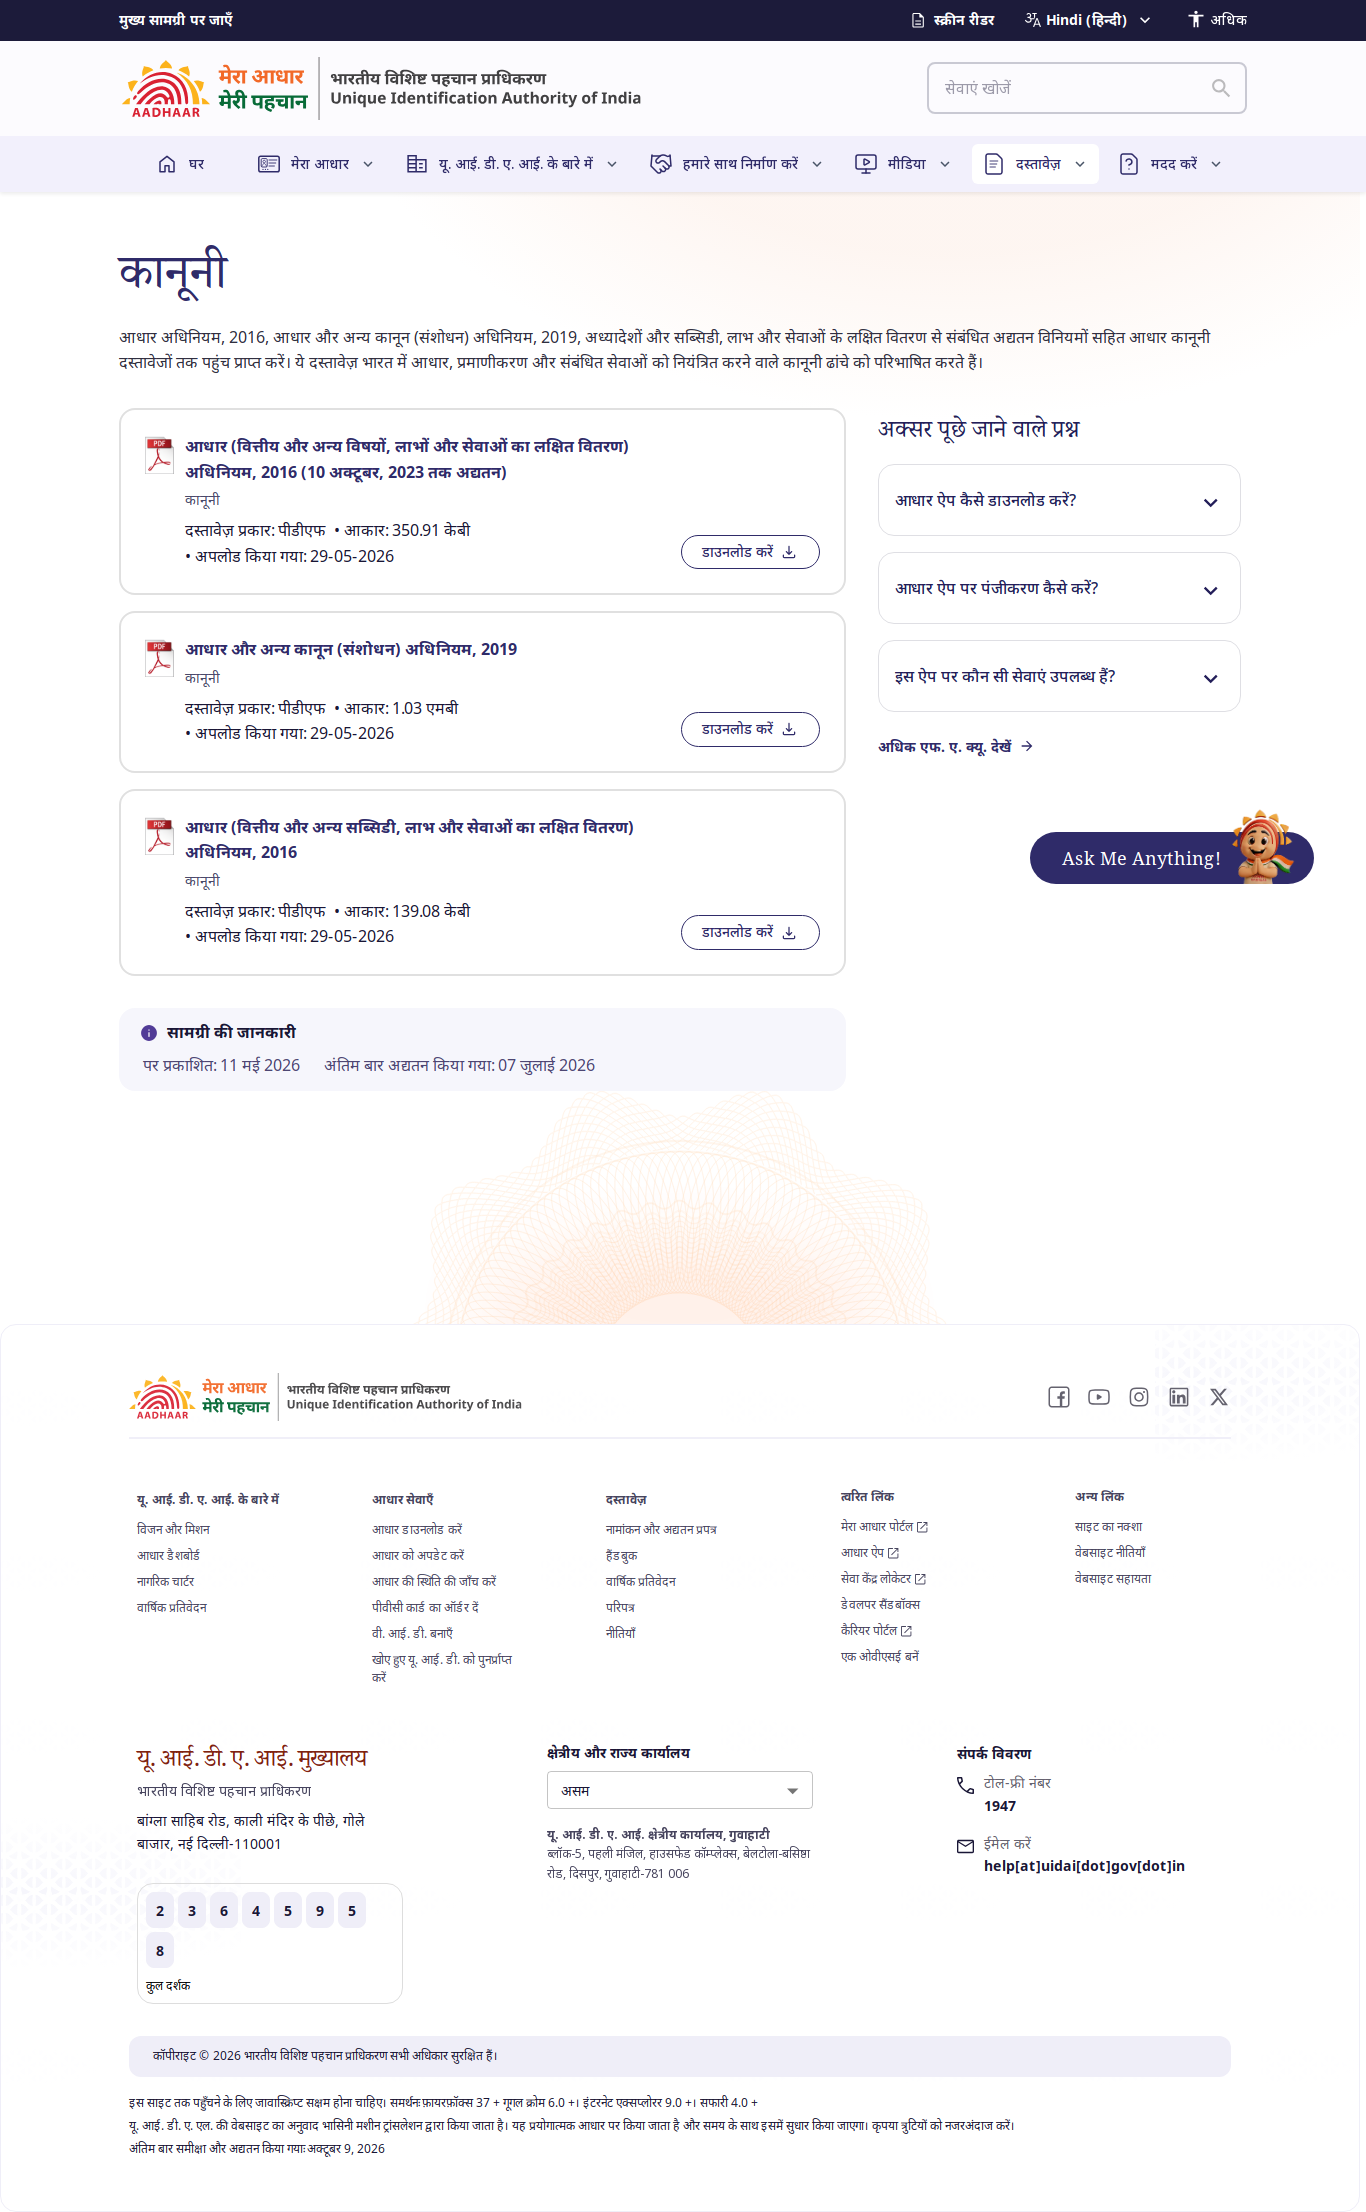 मुख्य सामग्री पर जाएँ
स्क्रीन रीडर
Hindi (हिन्दी)
अधिक
AADHAAR
मेरा आधार
मेरी पहचान
भारतीय विशिष्ट पहचान प्राधिकरण
Unique Identification Authority of India
सेवाएं खोजें
घर
मेरा आधार
यू. आई. डी. ए. आई. के बारे में
हमारे साथ निर्माण करें
मीडिया
दस्तावेज़
मदद करें
कानूनी
आधार अधिनियम, 2016, आधार और अन्य कानून (संशोधन) अधिनियम, 2019, अध्यादेशों और सब्सिडी, लाभ और सेवाओं के लक्षित वितरण से संबंधित अद्यतन विनियमों सहित आधार कानूनी
दस्तावेजों तक पहुंच प्राप्त करें। ये दस्तावेज़ भारत में आधार, प्रमाणीकरण और संबंधित सेवाओं को नियंत्रित करने वाले कानूनी ढांचे को परिभाषित करते हैं।
PDF
आधार (वित्तीय और अन्य विषयों, लाभों और सेवाओं का लक्षित वितरण)
अधिनियम, 2016 (10 अक्टूबर, 2023 तक अद्यतन)
कानूनी
दस्तावेज़ प्रकार: पीडीएफ • आकार: 350.91 केबी
• अपलोड किया गया: 29-05-2026
डाउनलोड करें
PDF
आधार और अन्य कानून (संशोधन) अधिनियम, 2019
कानूनी
दस्तावेज़ प्रकार: पीडीएफ • आकार: 1.03 एमबी
• अपलोड किया गया: 29-05-2026
डाउनलोड करें
PDF
आधार (वित्तीय और अन्य सब्सिडी, लाभ और सेवाओं का लक्षित वितरण)
अधिनियम, 2016
कानूनी
दस्तावेज़ प्रकार: पीडीएफ • आकार: 139.08 केबी
• अपलोड किया गया: 29-05-2026
डाउनलोड करें
सामग्री की जानकारी
पर प्रकाशित: 11 मई 2026 अंतिम बार अद्यतन किया गया: 07 जुलाई 2026
अक्सर पूछे जाने वाले प्रश्न
आधार ऐप कैसे डाउनलोड करें?
आधार ऐप पर पंजीकरण कैसे करें?
इस ऐप पर कौन सी सेवाएं उपलब्ध हैं?
अधिक एफ. ए. क्यू. देखें
Ask Me Anything!
AADHAAR
मेरा आधार
मेरी पहचान
भारतीय विशिष्ट पहचान प्राधिकरण
Unique Identification Authority of India
यू. आई. डी. ए. आई. के बारे में
विजन और मिशन
आधार डैशबोर्ड
नागरिक चार्टर
वार्षिक प्रतिवेदन
आधार सेवाएँ
आधार डाउनलोड करें
आधार को अपडेट करें
आधार की स्थिति की जाँच करें
पीवीसी कार्ड का ऑर्डर दें
वी. आई. डी. बनाएँ
खोए हुए यू. आई. डी. को पुनर्प्राप्त
करें
दस्तावेज़
नामांकन और अद्यतन प्रपत्र
हैंडबुक
वार्षिक प्रतिवेदन
परिपत्र
नीतियाँ
त्वरित लिंक
मेरा आधार पोर्टल
आधार ऐप
सेवा केंद्र लोकेटर
डेवलपर सैंडबॉक्स
कैरियर पोर्टल
एक ओवीएसई बनें
अन्य लिंक
साइट का नक्शा
वेबसाइट नीतियाँ
वेबसाइट सहायता
यू. आई. डी. ए. आई. मुख्यालय
भारतीय विशिष्ट पहचान प्राधिकरण
बांग्ला साहिब रोड, काली मंदिर के पीछे, गोले
बाजार, नई दिल्ली-110001
2 3 6 4 5 9 5
8
कुल दर्शक
क्षेत्रीय और राज्य कार्यालय
असम
यू. आई. डी. ए. आई. क्षेत्रीय कार्यालय, गुवाहाटी
ब्लॉक-5, पहली मंजिल, हाउसफेड कॉम्प्लेक्स, बेलटोला-बसिष्ठा
रोड, दिसपुर, गुवाहाटी-781 006
संपर्क विवरण
टोल-फ्री नंबर
1947
ईमेल करें
help[at]uidai[dot]gov[dot]in
कॉपीराइट © 2026 भारतीय विशिष्ट पहचान प्राधिकरण सभी अधिकार सुरक्षित हैं।
इस साइट तक पहुँचने के लिए जावास्क्रिप्ट सक्षम होना चाहिए। समर्थनः फ़ायरफ़ॉक्स 37 + गूगल क्रोम 6.0 +। इंटरनेट एक्सप्लोरर 9.0 +। सफारी 4.0 +
यू. आई. डी. ए. एल. की वेबसाइट का अनुवाद भासिनी मशीन ट्रांसलेशन द्वारा किया जाता है। यह प्रयोगात्मक आधार पर किया जाता है और समय के साथ इसमें सुधार किया जाएगा। कृपया त्रुटियों को नजरअंदाज करें।
अंतिम बार समीक्षा और अद्यतन किया गयाः अक्टूबर 9, 2026